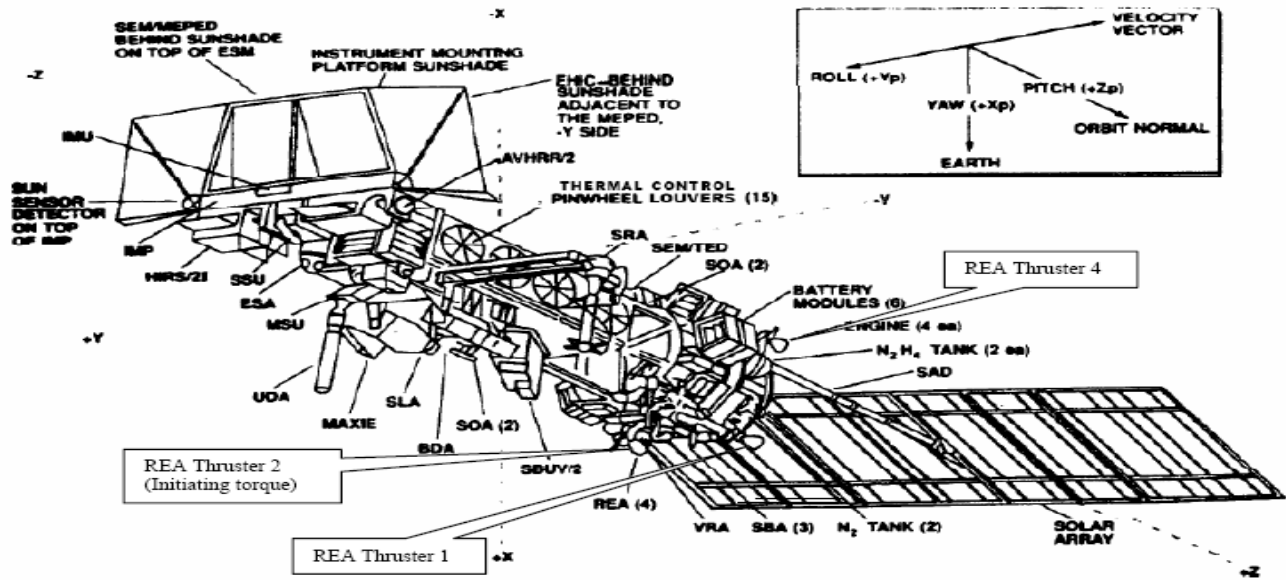 SEM/MEPED
BEHIND SUNSHADE
ON TOP OF ESM
-X
INSTRUMENT MOUNTING
PLATFORM SUNSHADE
-Z
EHIC-BEHIND
SUNSHADE
ADJACENT TO
THE MEPED,
-Y SIDE
IMU
AVHRR/2
VELOCITY
VECTOR
ROLL (+Yp)
PITCH (+Zp)
YAW (+Xp)
ORBIT NORMAL
EARTH
SUN
SENSOR
DETECTOR
ON TOP
OF IMP
THERMAL CONTROL
PINWHEEL LOUVERS (15)
-Y
IMP
HIRS/2I
SSU
ESA
MSU
SRA
SEM/TED
SOA (2)
REA Thruster 4
BATTERY
MODULES (6)
ENGINE (4 ea)
N₂H₄ TANK (2 ea)
SAD
+Y
UDA
MAXIE
SLA
BDA
SOA (2)
SBUV/2
REA Thruster 2
(Initiating torque)
REA (4)
VRA
SBA (3)
N₂ TANK (2)
SOLAR
ARRAY
REA Thruster 1
+X
+Z